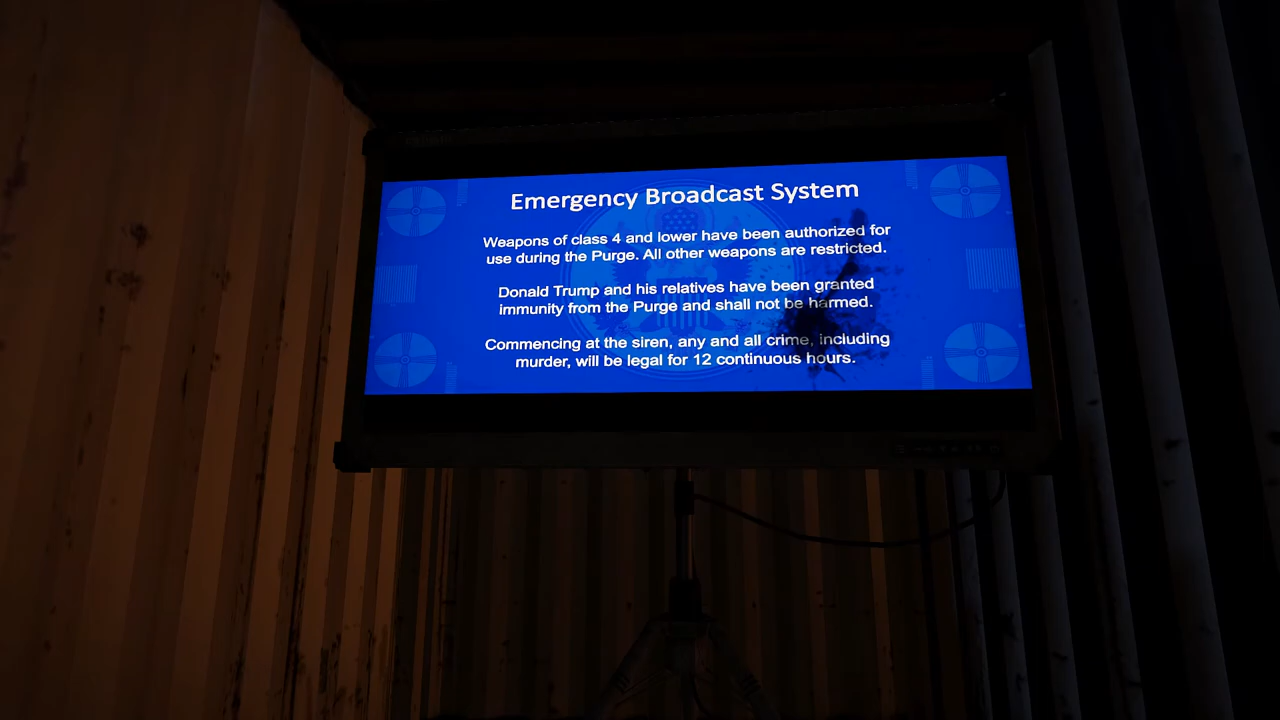 Emergency Broadcast System
Weapons of class 4 and lower have been authorized for
use during the Purge. All other weapons are restricted.
Donald Trump and his relatives have been granted
immunity from the Purge and shall not be harmed.
Commencing at the siren, any and all crime, including
murder, will be legal for 12 continuous hours.